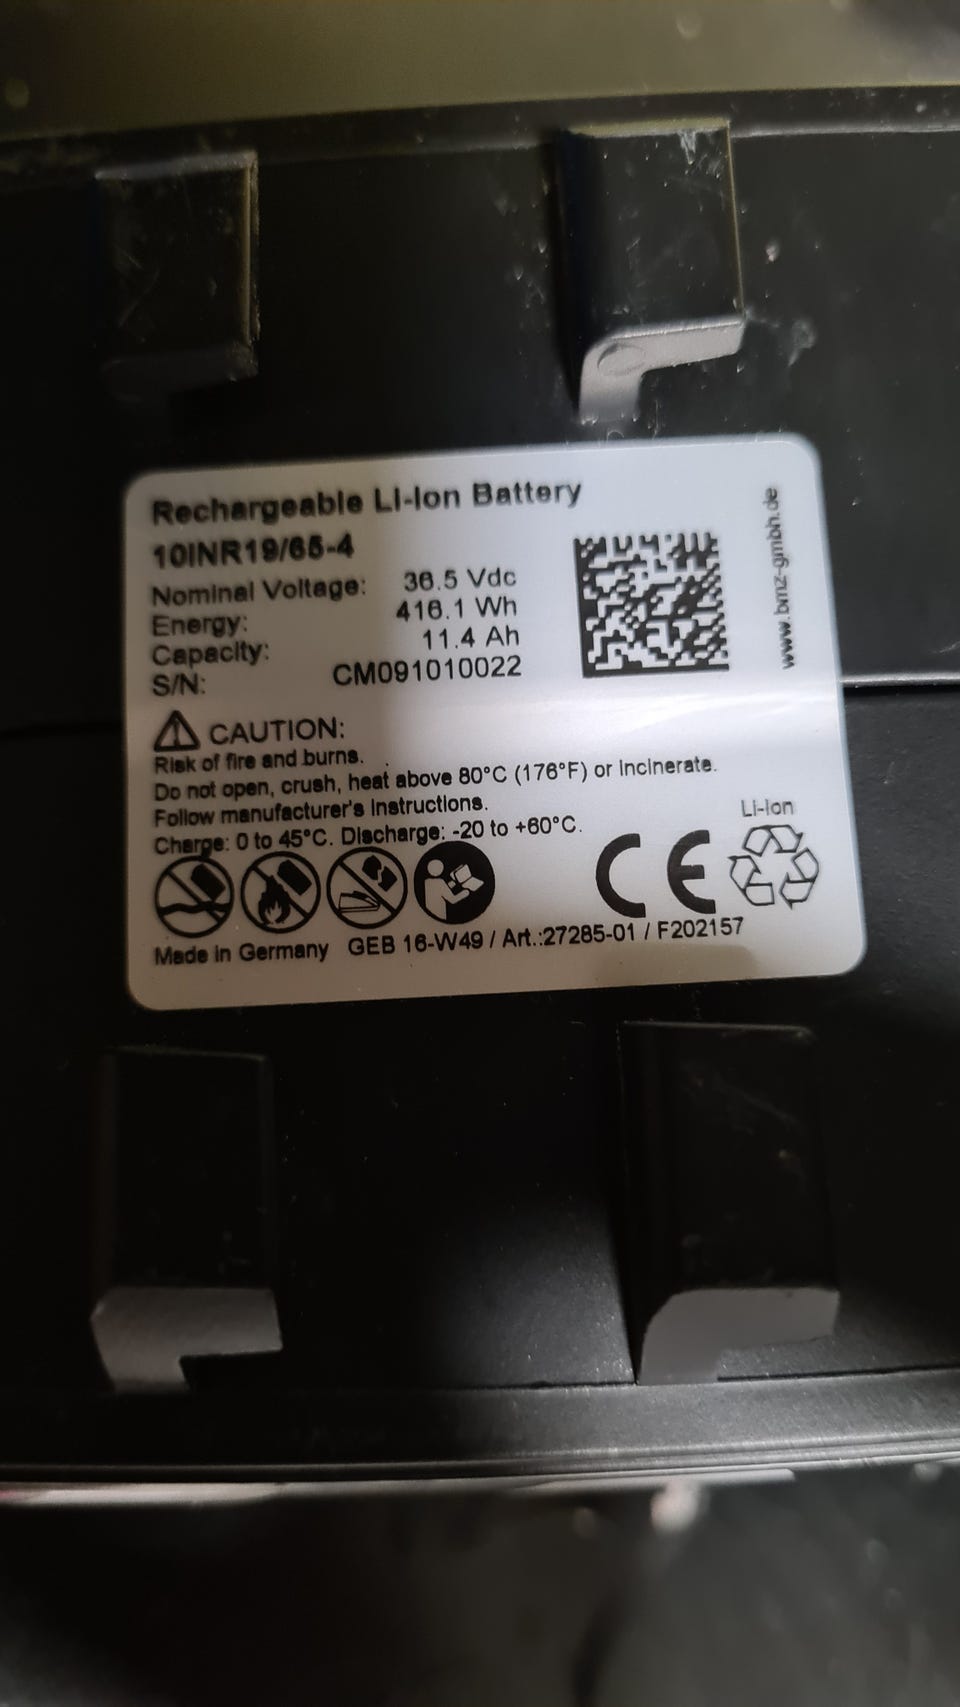 Rechargeable Li-Ion Battery
10INR19/65-4
Nominal Voltage: 36.5 Vdc
Energy: 416.1 Wh
Capacity: 11.4 Ah
S/N: CM091010022
www.bmz-gmbh.de
CAUTION:
Risk of fire and burns.
Do not open, crush, heat above 80°C (176°F) or incinerate.
Follow manufacturer's instructions.
Charge: 0 to 45°C. Discharge: -20 to +60°C.
Li-Ion
CE
Made in Germany GEB 16-W49 / Art.:27285-01 / F202157